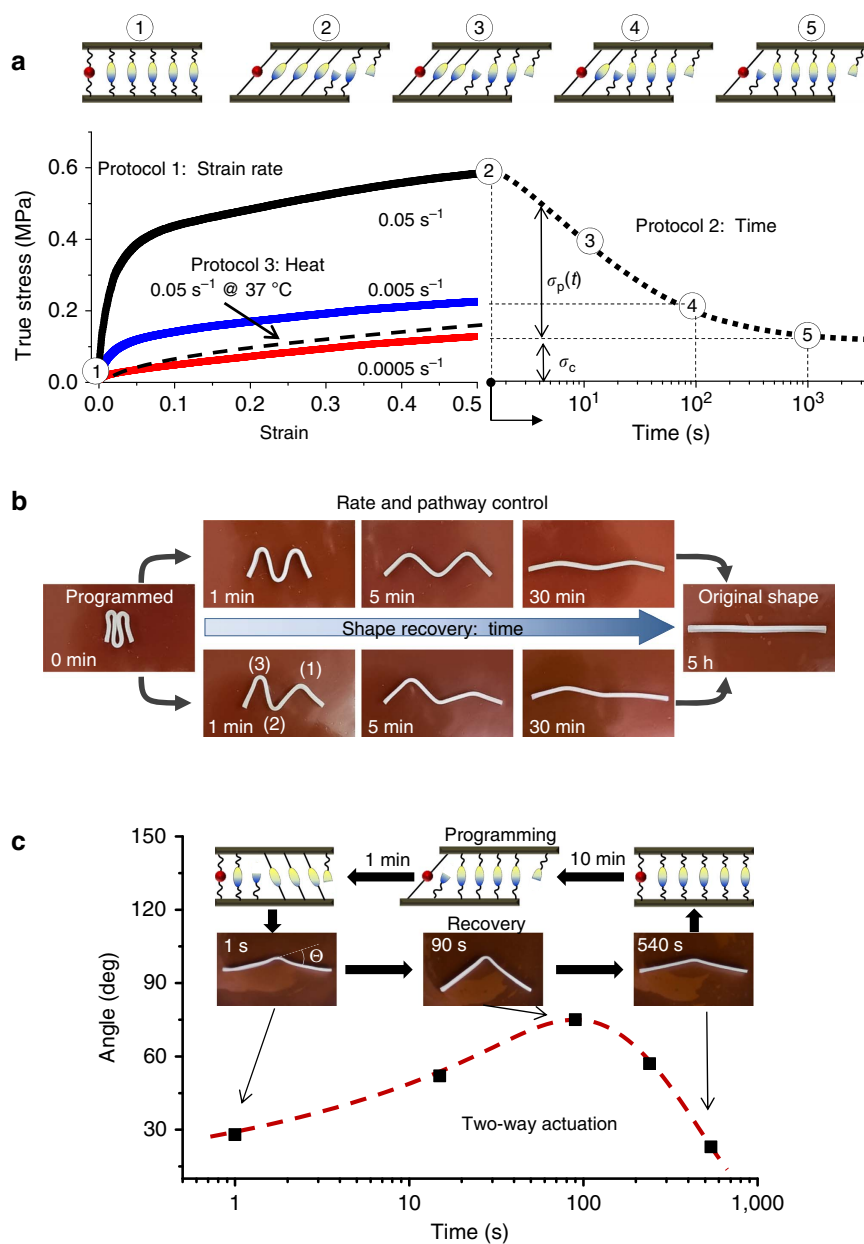 a
1 2 3 4 5
Protocol 1: Strain rate
Protocol 2: Time
Protocol 3: Heat
0.05 s⁻¹ @ 37 °C
0.05 s⁻¹
0.005 s⁻¹
0.0005 s⁻¹
1
2
3
4
5
σp(t)
σc
True stress (MPa)
0.6
0.4
0.2
0.0
0.0 0.1 0.2 0.3 0.4 0.5
Strain
10¹ 10² 10³
Time (s)
b
Rate and pathway control
Programmed
0 min
1 min
5 min
30 min
Shape recovery: time
Original shape
5 h
(3) (1)
(2)
1 min
5 min
30 min
c
Programming
1 min
10 min
Recovery
1 s
Θ
90 s
540 s
Two-way actuation
Angle (deg)
150
120
90
60
30
1 10 100 1,000
Time (s)